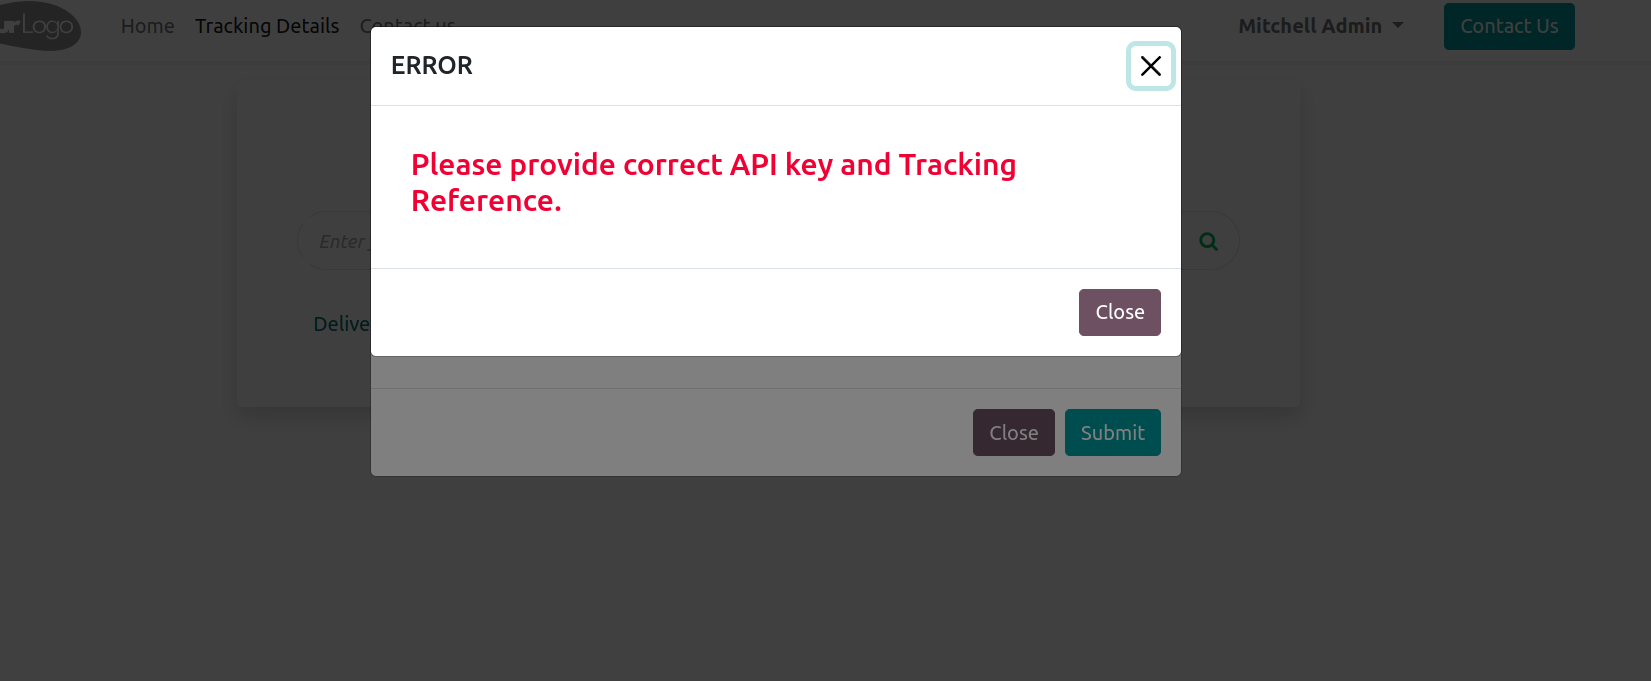 urLogo
Home Tracking Details Contact us Mitchell Admin Contact Us
ERROR
Please provide correct API key and Tracking
Reference.
Enter
Close
Delive
Close Submit